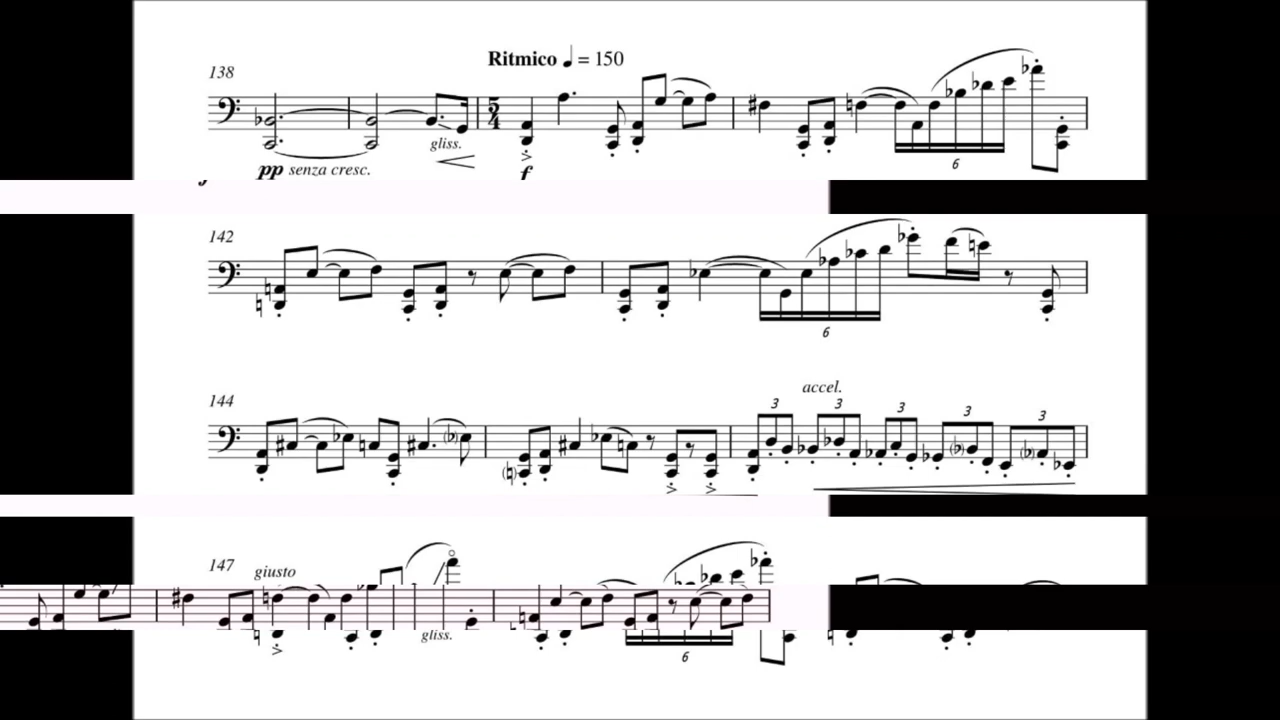 138
Ritmico ♩ = 150
5
4
gliss.
pp senza cresc.
f
6
142
6
6
accel.
144
3 3 3 3 3
147
giusto
gliss.
6